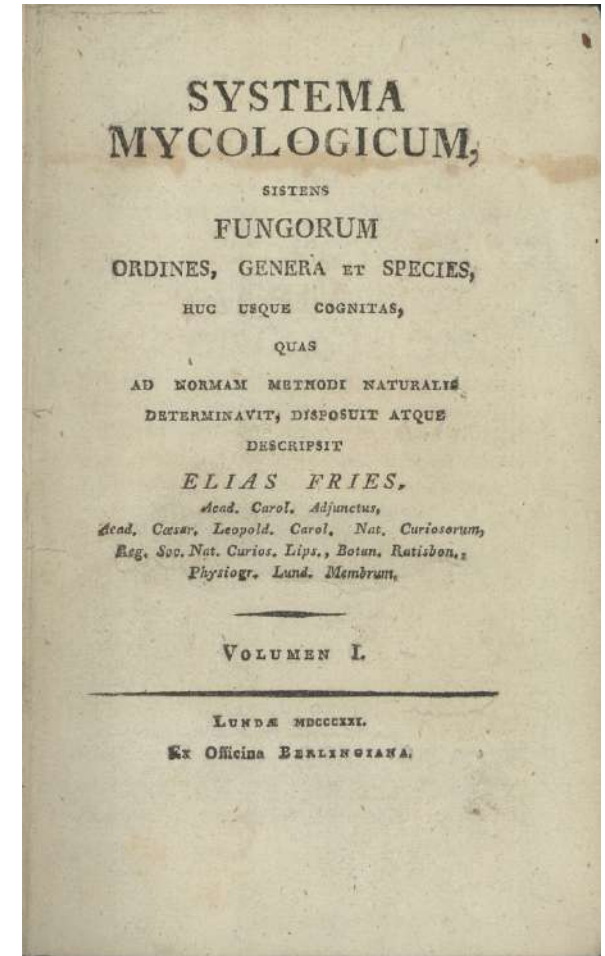 SYSTEMA
MYCOLOGICUM,
SISTENS
FUNGORUM
ORDINES, GENERA ET SPECIES,
HUC USQUE COGNITAS,
QUAS
AD NORMAM METHODI NATURALIS
DETERMINAVIT, DISPOSUIT ATQUE
DESCRIPSIT
ELIAS FRIES,
Acad. Carol. Adjunctus,
Acad. Cæsar. Leopold. Carol. Nat. Curiosorum,
Reg. Soc. Nat. Curios. Lips., Botan. Ratisbon.,
Physiogr. Lund. Membrum.
VOLUMEN I.
LUNDÆ MDCCCXXI.
Ex Officina BERLINGIANA.